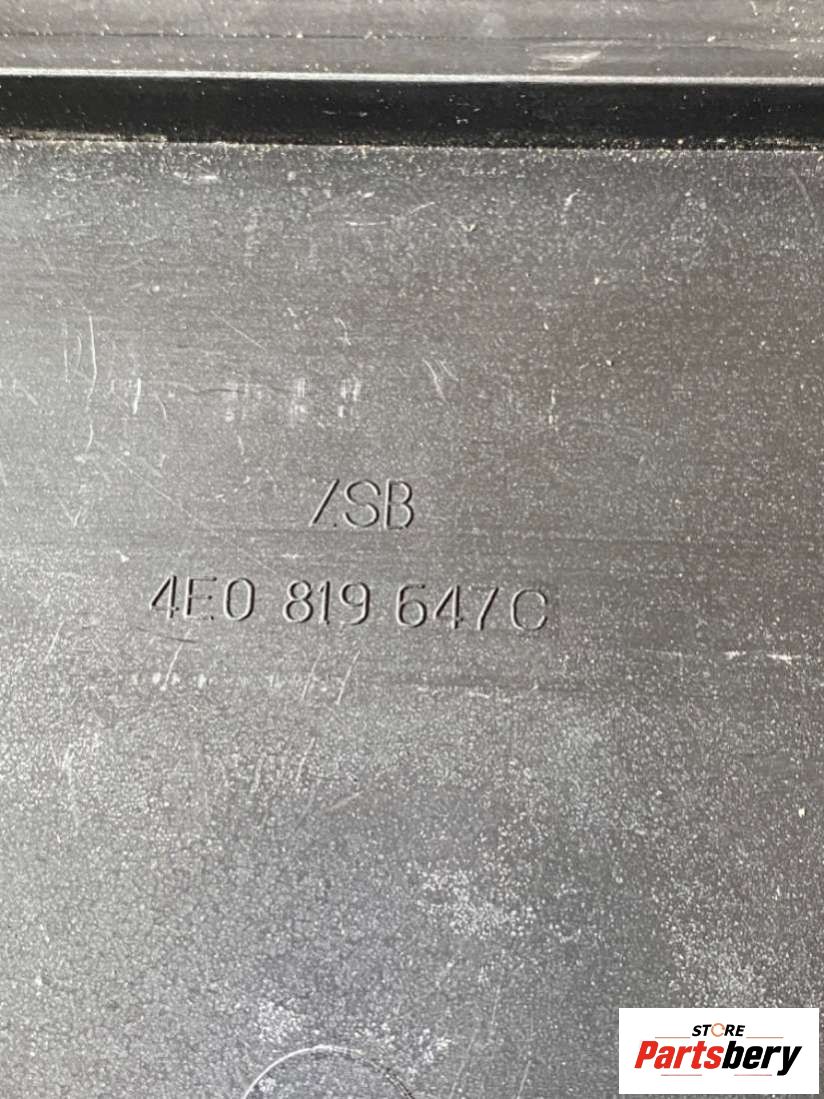 ZSB
4E0 819 647C
STORE
Partsbery